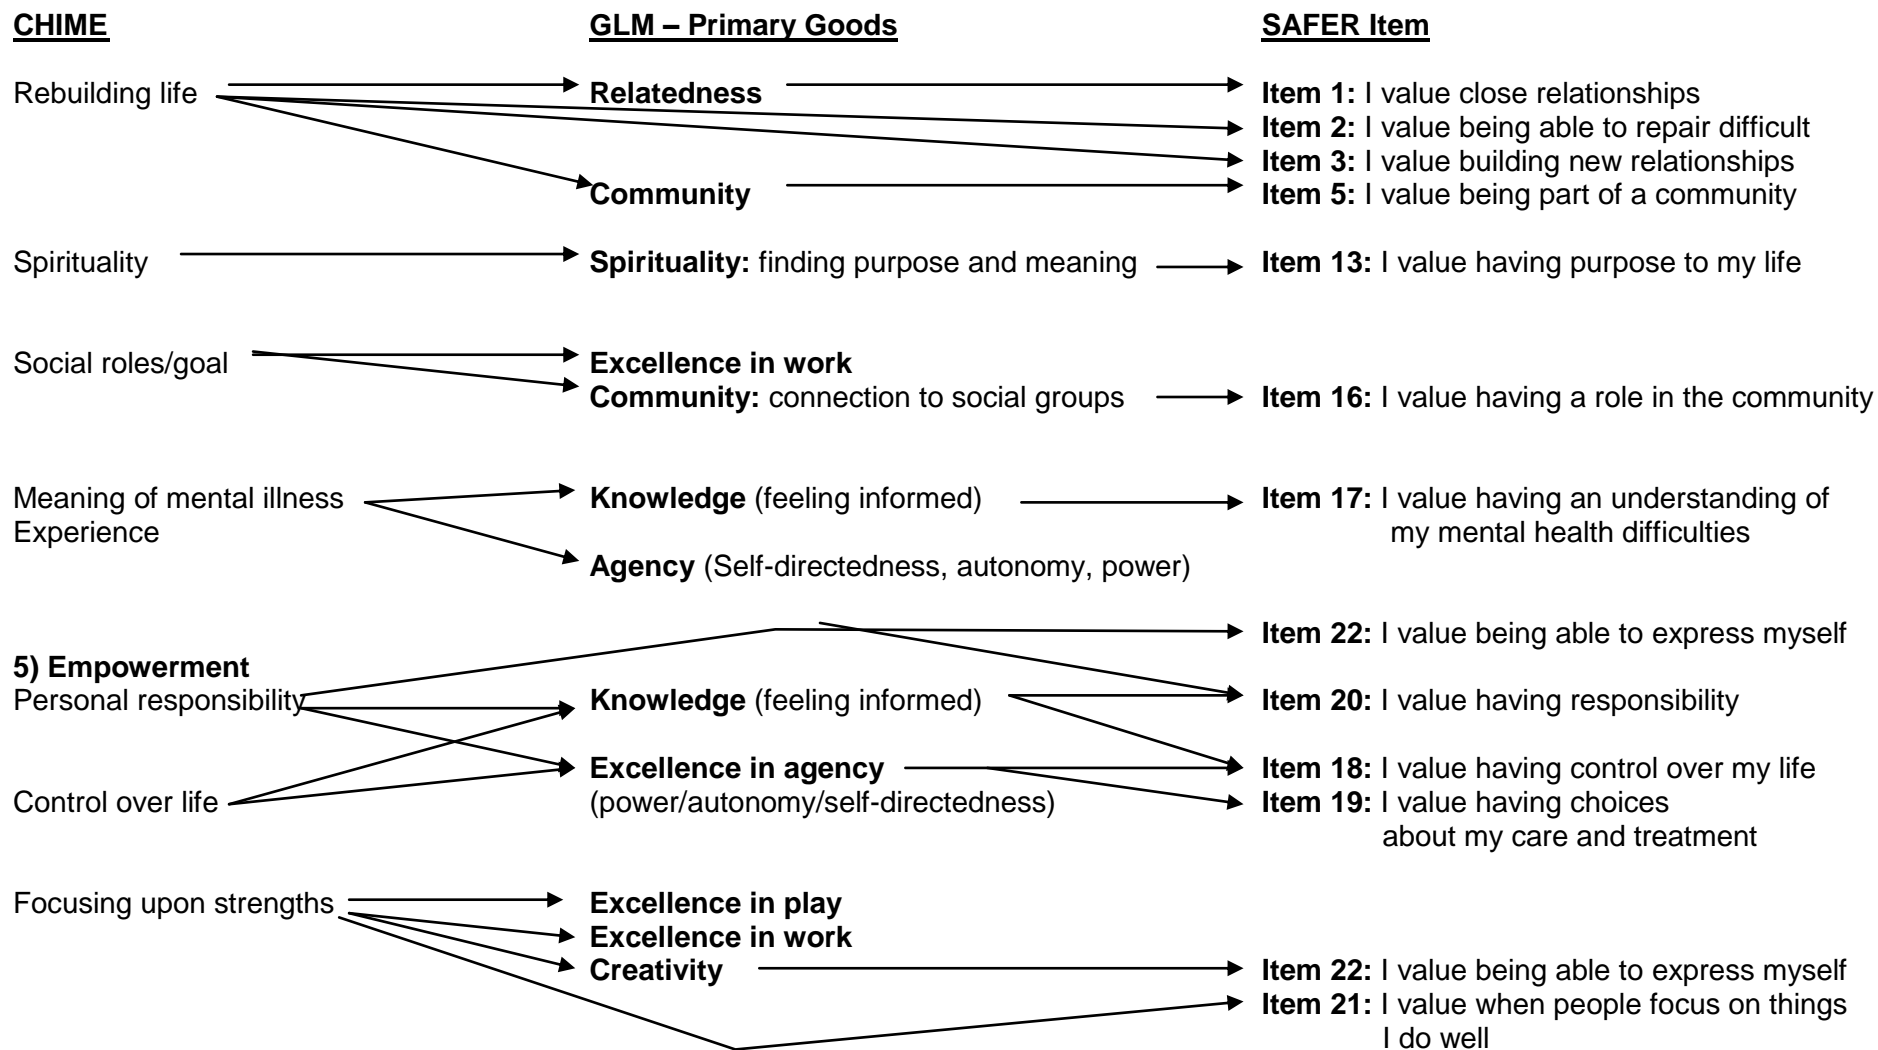 CHIME GLM – Primary Goods SAFER Item
Rebuilding life Relatedness Item 1: I value close relationships
Item 2: I value being able to repair difficult
Item 3: I value building new relationships
Community Item 5: I value being part of a community
Spirituality Spirituality: finding purpose and meaning Item 13: I value having purpose to my life
Social roles/goal Excellence in work
Community: connection to social groups Item 16: I value having a role in the community
Meaning of mental illness Knowledge (feeling informed) Item 17: I value having an understanding of
Experience my mental health difficulties
Agency (Self-directedness, autonomy, power)
Item 22: I value being able to express myself
5) Empowerment
Personal responsibility Knowledge (feeling informed) Item 20: I value having responsibility
Excellence in agency Item 18: I value having control over my life
Control over life (power/autonomy/self-directedness) Item 19: I value having choices
about my care and treatment
Focusing upon strengths Excellence in play
Excellence in work
Creativity Item 22: I value being able to express myself
Item 21: I value when people focus on things
I do well